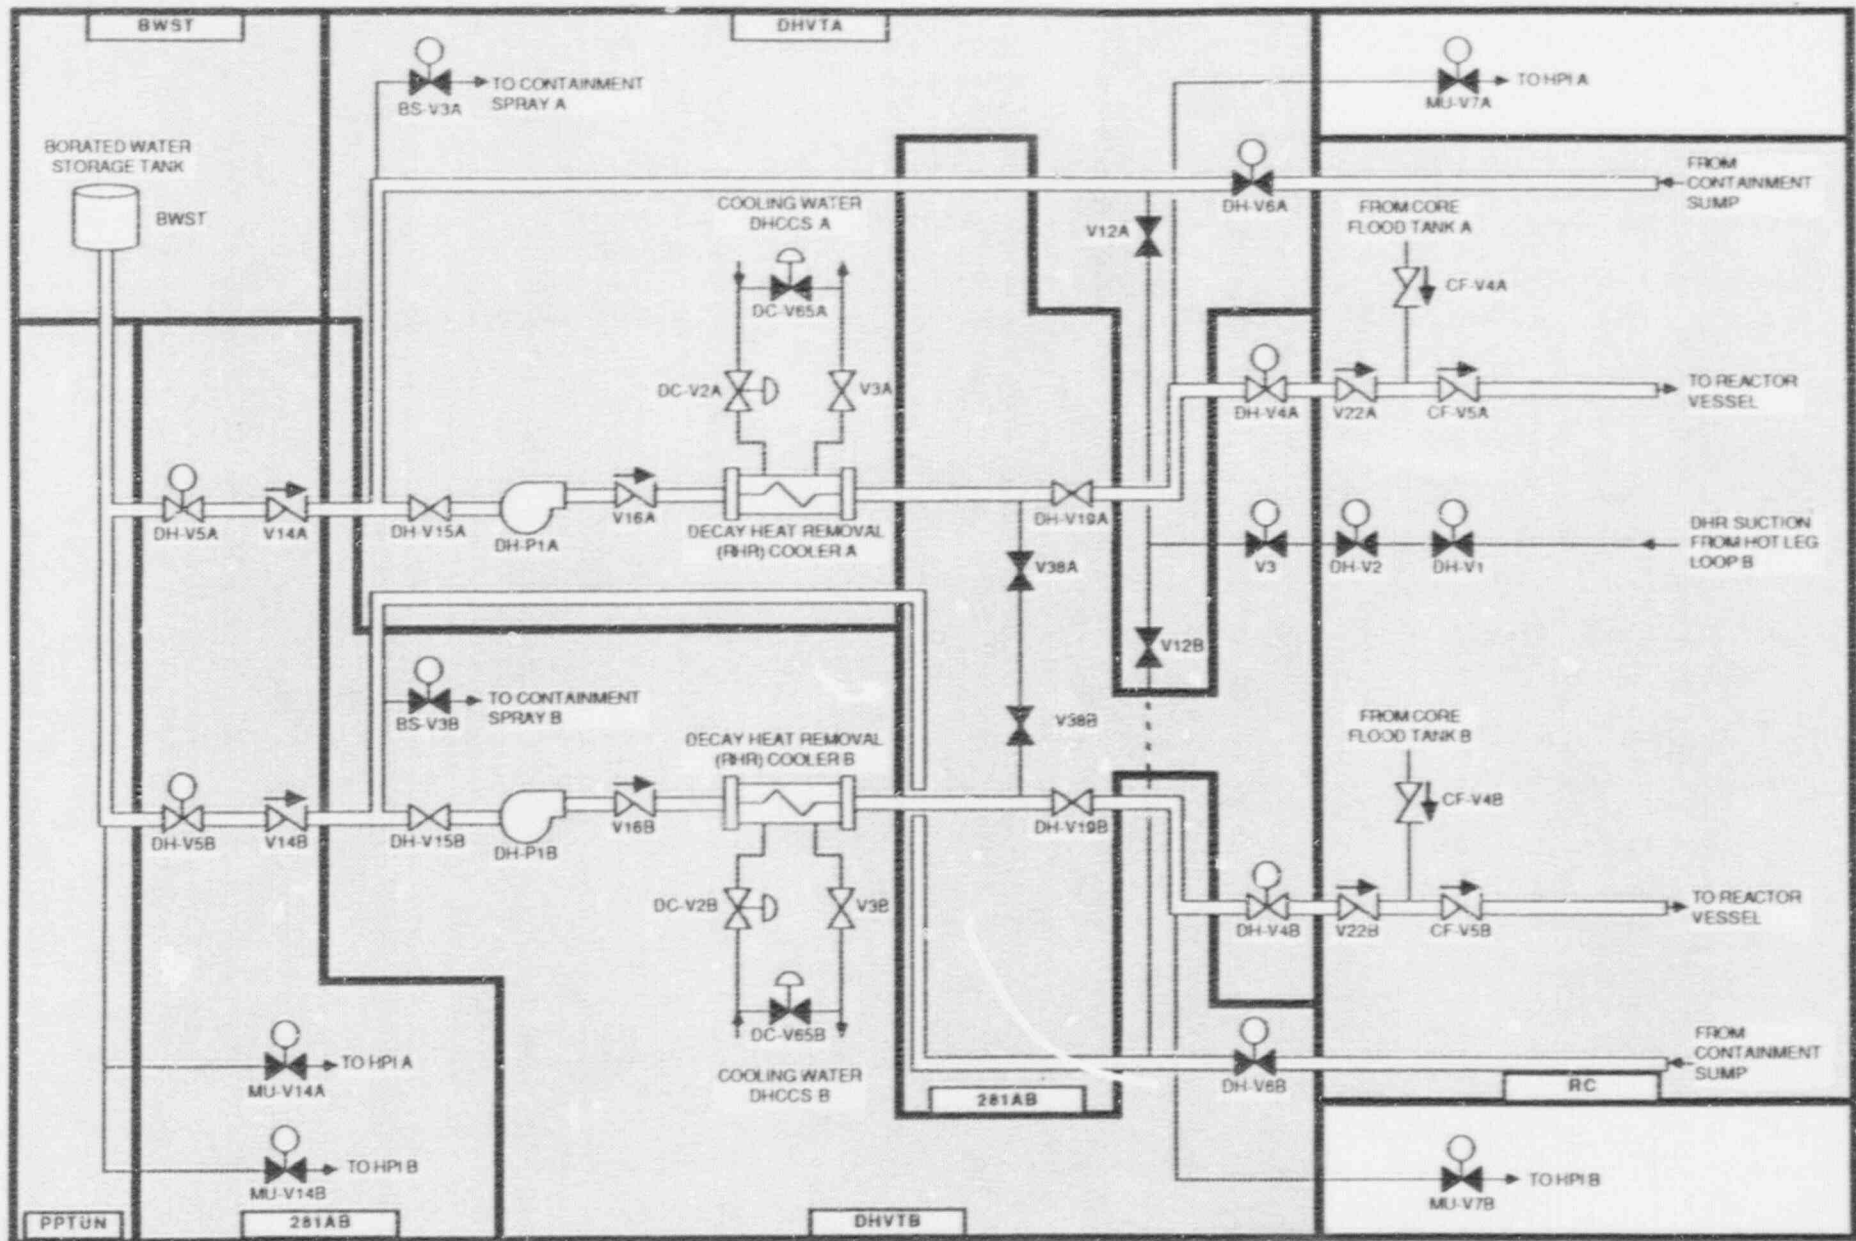 BWST
DHVTA
BS-V3A
TO CONTAINMENT
SPRAY A
MU-V7A
TO HPI A
BORATED WATER
STORAGE TANK
BWST
COOLING WATER
DHCCS A
DC-V65A
DC-V2A
V3A
V12A
DH-V6A
FROM
CONTAINMENT
SUMP
FROM CORE
FLOOD TANK A
CF-V4A
DH-V4A
V22A
CF-V5A
TO REACTOR
VESSEL
DH-V5A
V14A
DH-V15A
DH-P1A
V16A
DECAY HEAT REMOVAL
(RHR) COOLER A
DH-V19A
V38A
V3
DH-V2
DH-V1
DHR SUCTION
FROM HOT LEG
LOOP B
V12B
BS-V3B
TO CONTAINMENT
SPRAY B
DECAY HEAT REMOVAL
(RHR) COOLER B
V38B
FROM CORE
FLOOD TANK B
CF-V4B
DH-V5B
V14B
DH-V15B
DH-P1B
V16B
DH-V19B
DC-V2B
V3B
DH-V4B
V22B
CF-V5B
TO REACTOR
VESSEL
DC-V65B
COOLING WATER
DHCCS B
MU-V14A
TO HPI A
MU-V14B
TO HPI B
281AB
DH-V6B
FROM
CONTAINMENT
SUMP
RC
MU-V7B
TO HPI B
PPTUN
281AB
DHVTB